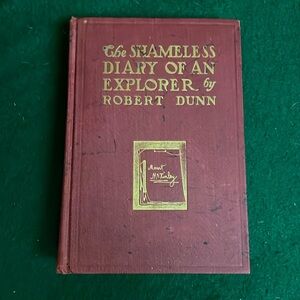 The SHAMELESS
DIARY OF AN
EXPLORER by
ROBERT DUNN
Mount
McKinley